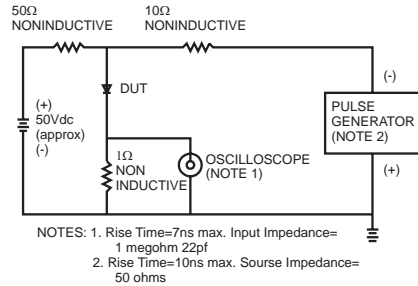 50Ω
NONINDUCTIVE
10Ω
NONINDUCTIVE
DUT
(+)
50Vdc
(approx)
(-)
1Ω
NON
INDUCTIVE
OSCILLOSCOPE
(NOTE 1)
(-)
PULSE
GENERATOR
(NOTE 2)
(+)
NOTES: 1. Rise Time=7ns max. Input Impedance=
1 megohm 22pf
2. Rise Time=10ns max. Sourse Impedance=
50 ohms